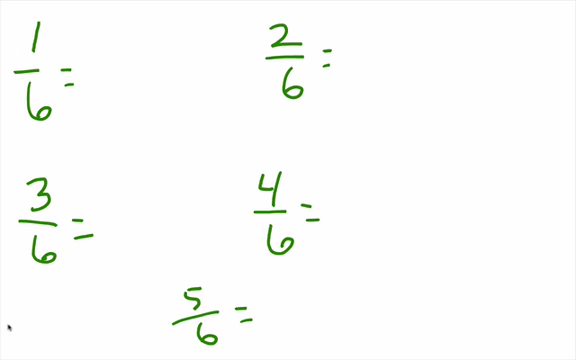 1/6 = 2/6 =
3/6 = 4/6 =
5/6 =